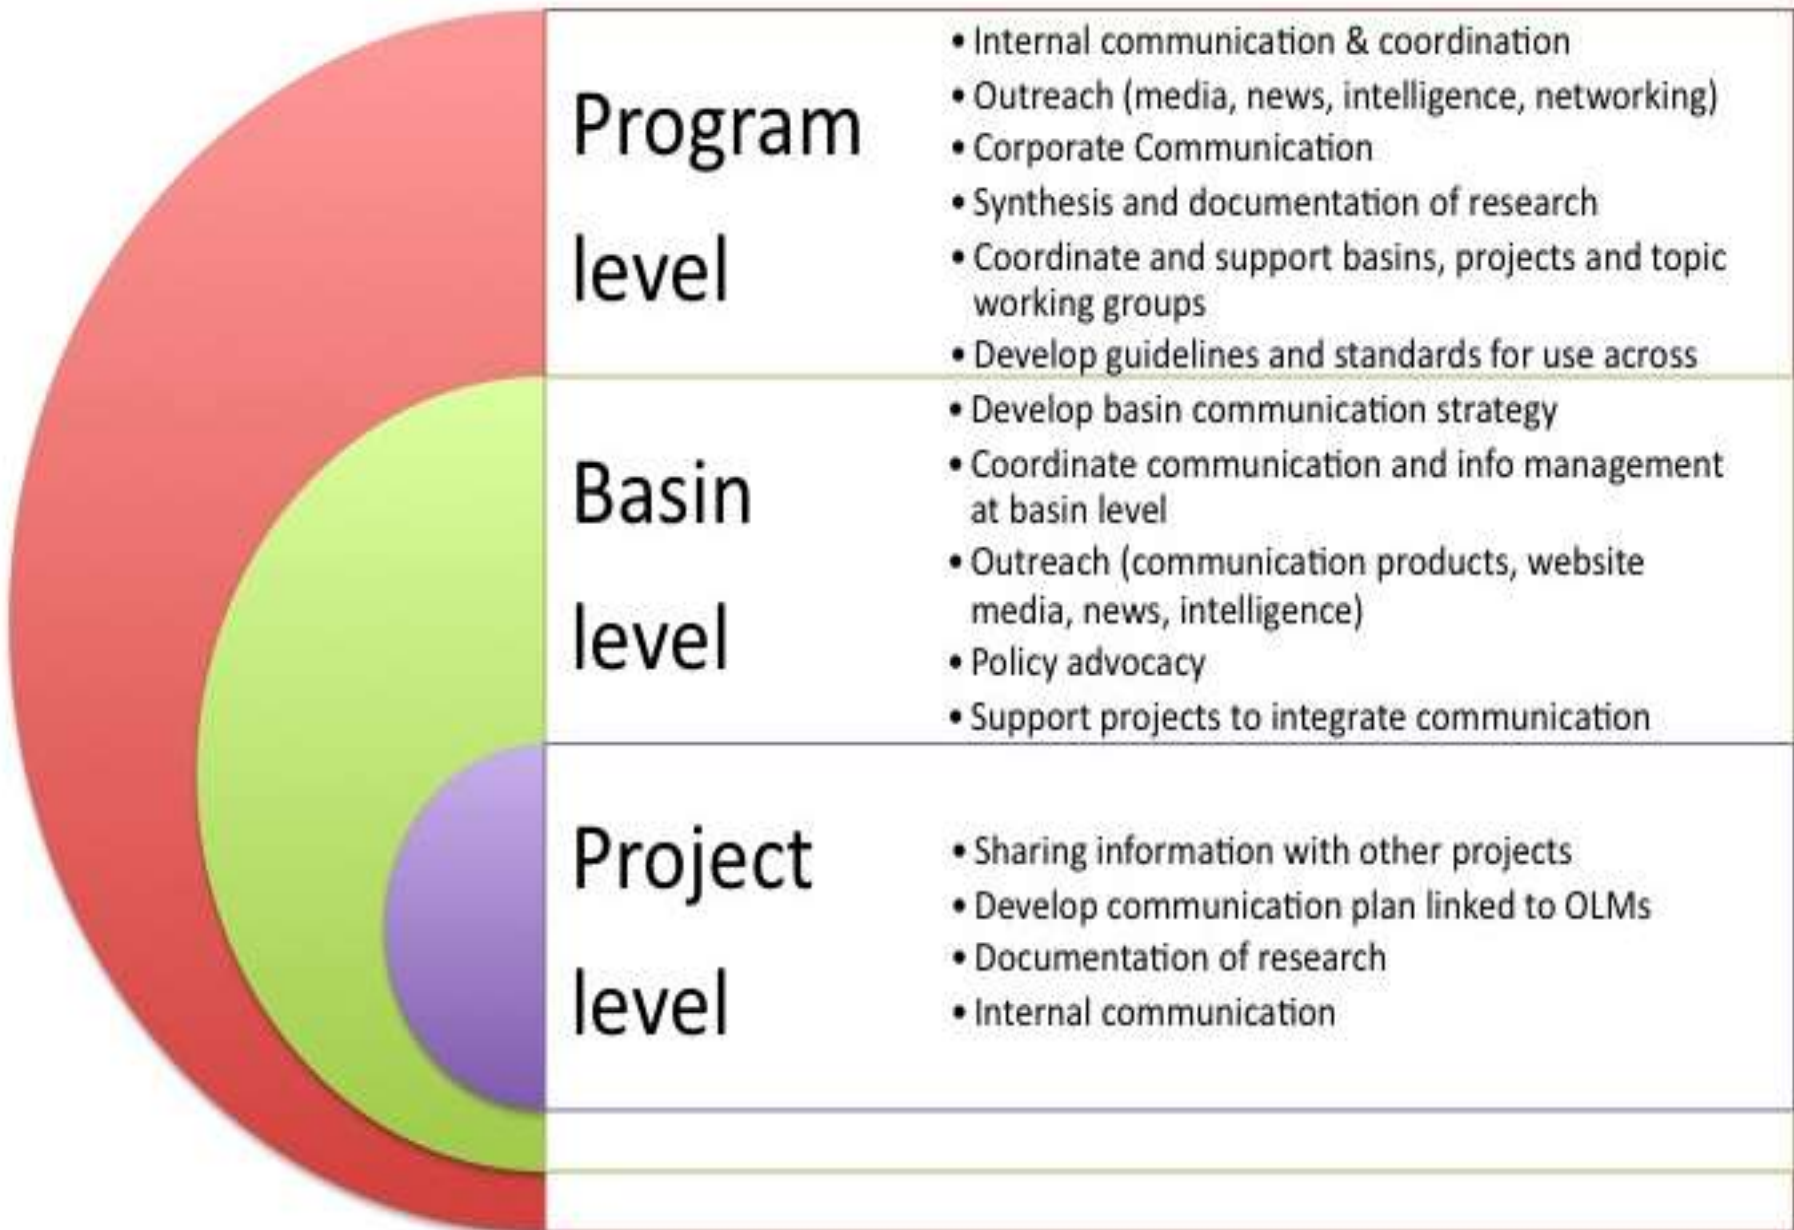 Program
level
• Internal communication & coordination
• Outreach (media, news, intelligence, networking)
• Corporate Communication
• Synthesis and documentation of research
• Coordinate and support basins, projects and topic
working groups
• Develop guidelines and standards for use across
Basin
level
• Develop basin communication strategy
• Coordinate communication and info management
at basin level
• Outreach (communication products, website
media, news, intelligence)
• Policy advocacy
• Support projects to integrate communication
Project
level
• Sharing information with other projects
• Develop communication plan linked to OLMs
• Documentation of research
• Internal communication